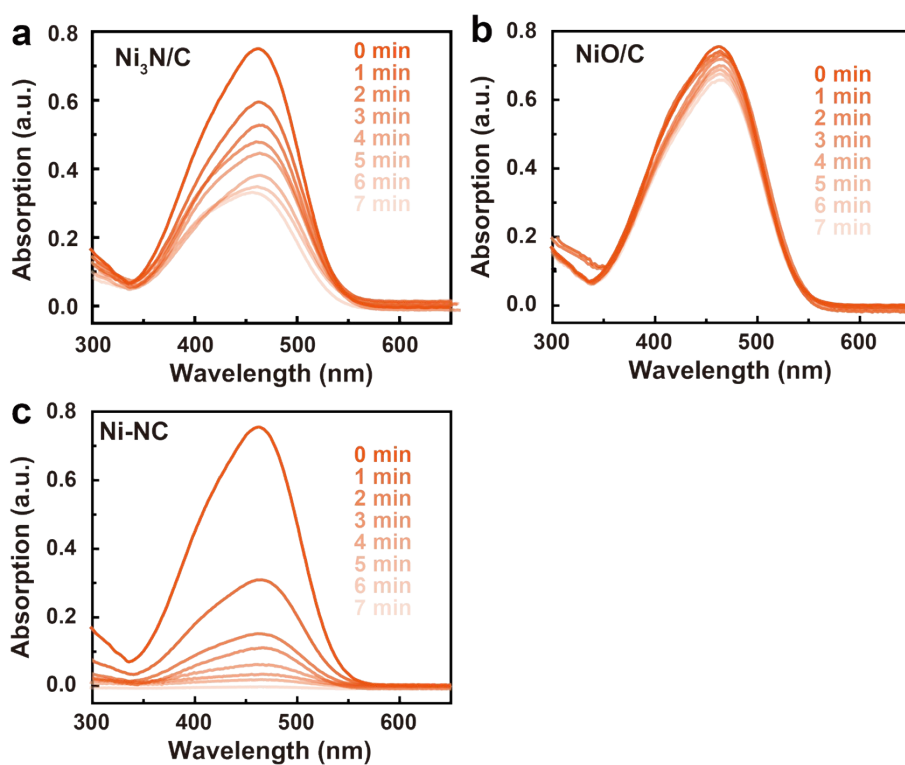 a
Ni₃N/C
0 min
1 min
2 min
3 min
4 min
5 min
6 min
7 min
0.8
0.6
0.4
0.2
0.0
Absorption (a.u.)
300 400 500 600
Wavelength (nm)
b
NiO/C
0 min
1 min
2 min
3 min
4 min
5 min
6 min
7 min
0.8
0.6
0.4
0.2
0.0
Absorption (a.u.)
300 400 500 600
Wavelength (nm)
c
Ni-NC
0 min
1 min
2 min
3 min
4 min
5 min
6 min
7 min
0.8
0.6
0.4
0.2
0.0
Absorption (a.u.)
300 400 500 600
Wavelength (nm)